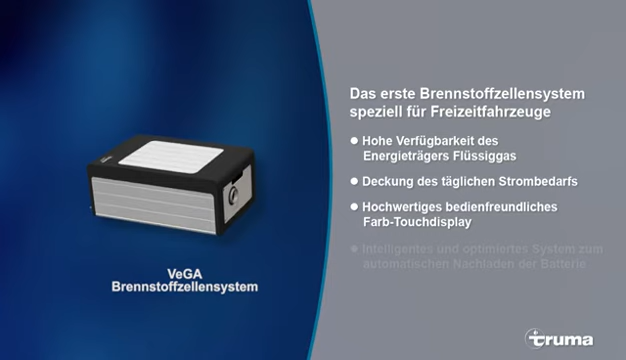 Das erste Brennstoffzellensystem
speziell für Freizeitfahrzeuge
● Hohe Verfügbarkeit des
Energieträgers Flüssiggas
● Deckung des täglichen Strombedarfs
● Hochwertiges bedienfreundliches
Farb-Touchdisplay
● Intelligentes und optimiertes System zum
automatischen Nachladen der Batterie
VeGA
Brennstoffzellensystem
truma